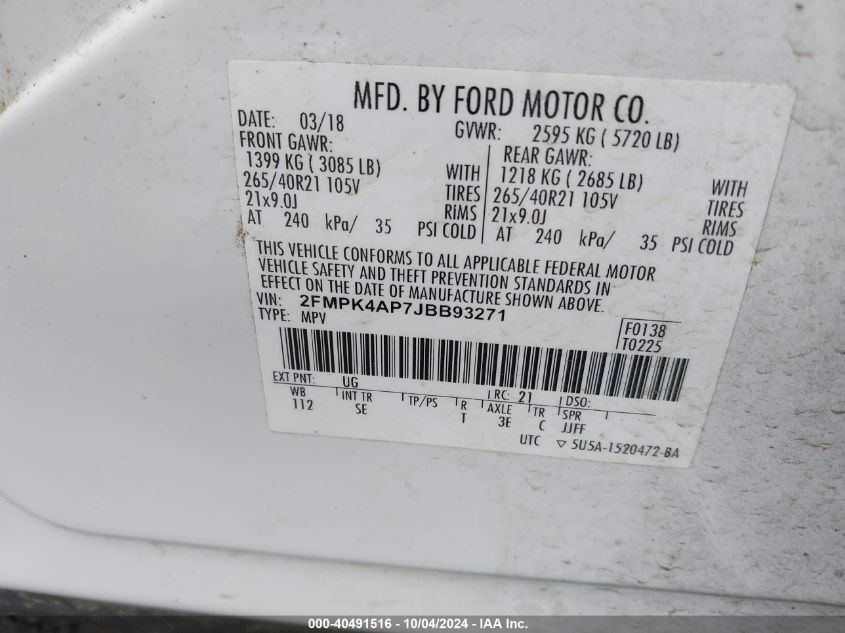 MFD. BY FORD MOTOR CO.
DATE: 03/18 GVWR: 2595 KG ( 5720 LB)
FRONT GAWR: REAR GAWR:
1399 KG ( 3085 LB) WITH 1218 KG ( 2685 LB) WITH
265/40R21 105V TIRES 265/40R21 105V TIRES
21x9.0J RIMS 21x9.0J RIMS
AT 240 kPa/ 35 PSI COLD AT 240 kPa/ 35 PSI COLD
THIS VEHICLE CONFORMS TO ALL APPLICABLE FEDERAL MOTOR
VEHICLE SAFETY AND THEFT PREVENTION STANDARDS IN
EFFECT ON THE DATE OF MANUFACTURE SHOWN ABOVE.
VIN: 2FMPK4AP7JBB93271
TYPE: MPV
F0138
T0225
EXT PNT: UG RC: 21 DSO:
WB INT TR TP/PS R AXLE TR SPR
112 SE T 3E C JJFF
UTC ▽ 5U5A-1520472-BA
000-40491516 - 10/04/2024 - IAA Inc.